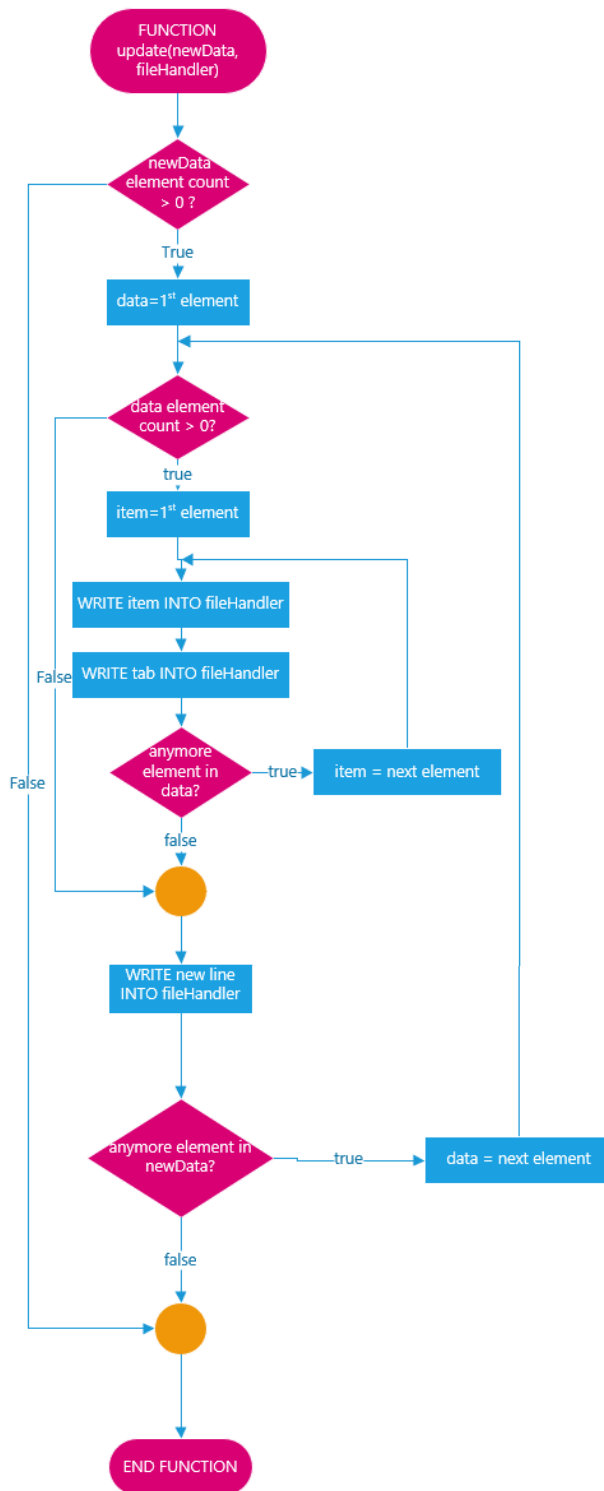 FUNCTION
update(newData,
fileHandler)
newData
element count
> 0 ?
True
data=1st element
data element
count > 0?
true
item=1st element
WRITE item INTO fileHandler
WRITE tab INTO fileHandler
False
anymore
element in
data?
true
item = next element
False
false
WRITE new line
INTO fileHandler
anymore element in
newData?
true
data = next element
false
END FUNCTION